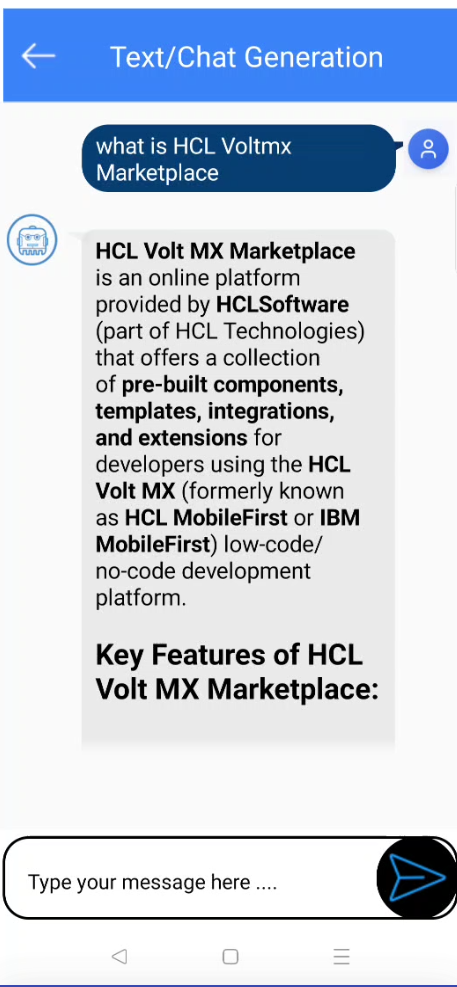 Text/Chat Generation
what is HCL Voltmx
Marketplace
HCL Volt MX Marketplace
is an online platform
provided by HCLSoftware
(part of HCL Technologies)
that offers a collection
of pre-built components,
templates, integrations,
and extensions for
developers using the HCL
Volt MX (formerly known
as HCL MobileFirst or IBM
MobileFirst) low-code/
no-code development
platform.
Key Features of HCL
Volt MX Marketplace:
Type your message here ....